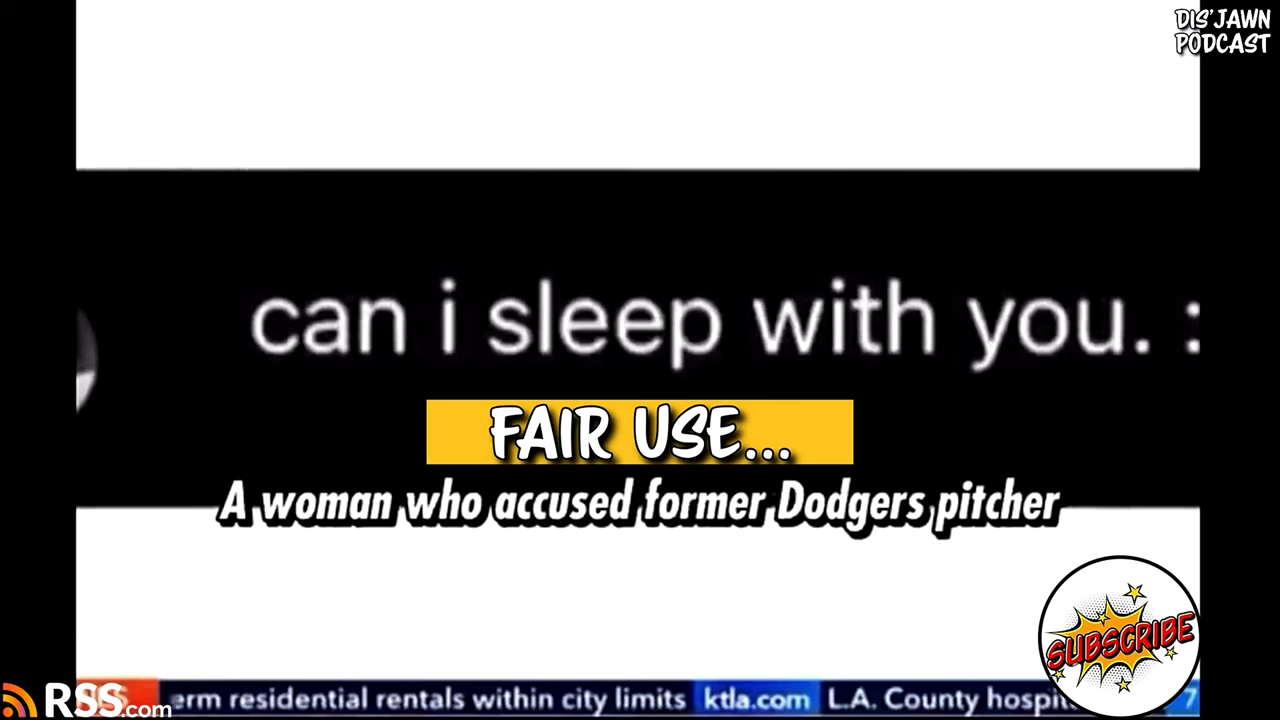 DIS'JAWN
PODCAST
can i sleep with you. :
FAIR USE...
A woman who accused former Dodgers pitcher
SUBSCRIBE
RSS.com
erm residential rentals within city limits ktla.com L.A. County hospit 7